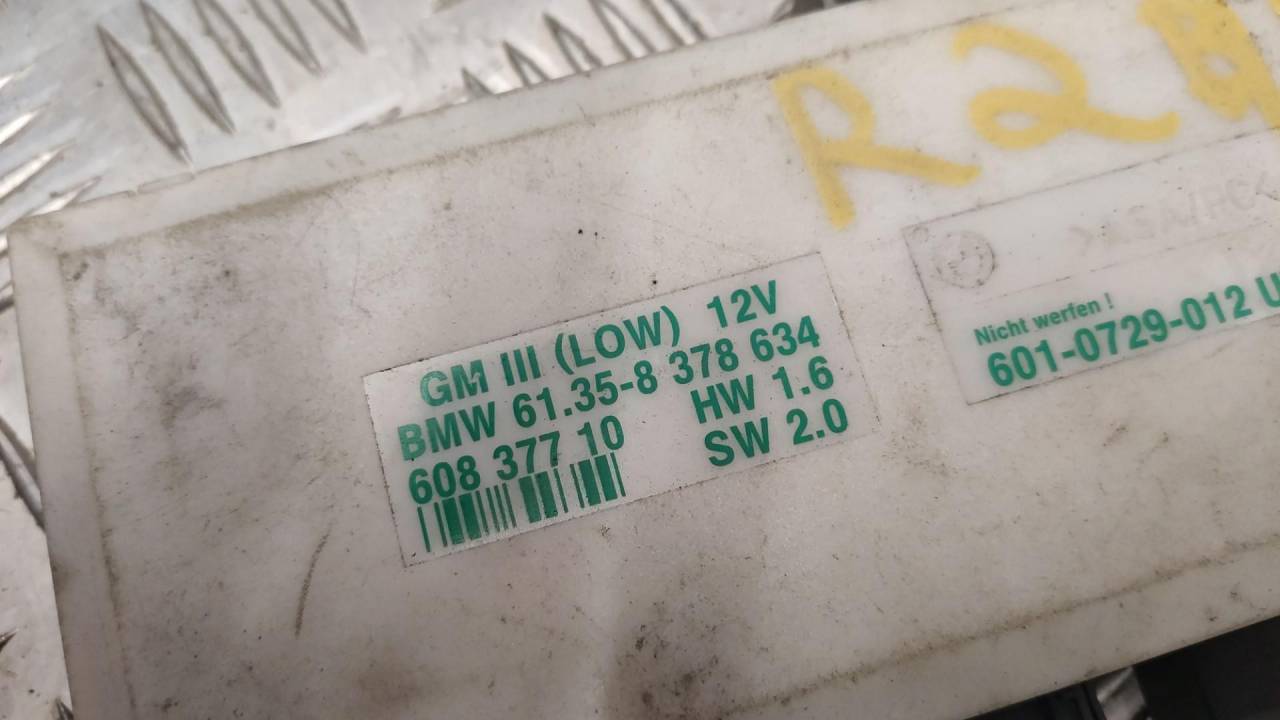 R2
GM III (LOW) 12V
BMW 61.35-8 378 634
608 377 10 HW 1.6
SW 2.0
Nicht werfen !
601-0729-012 U